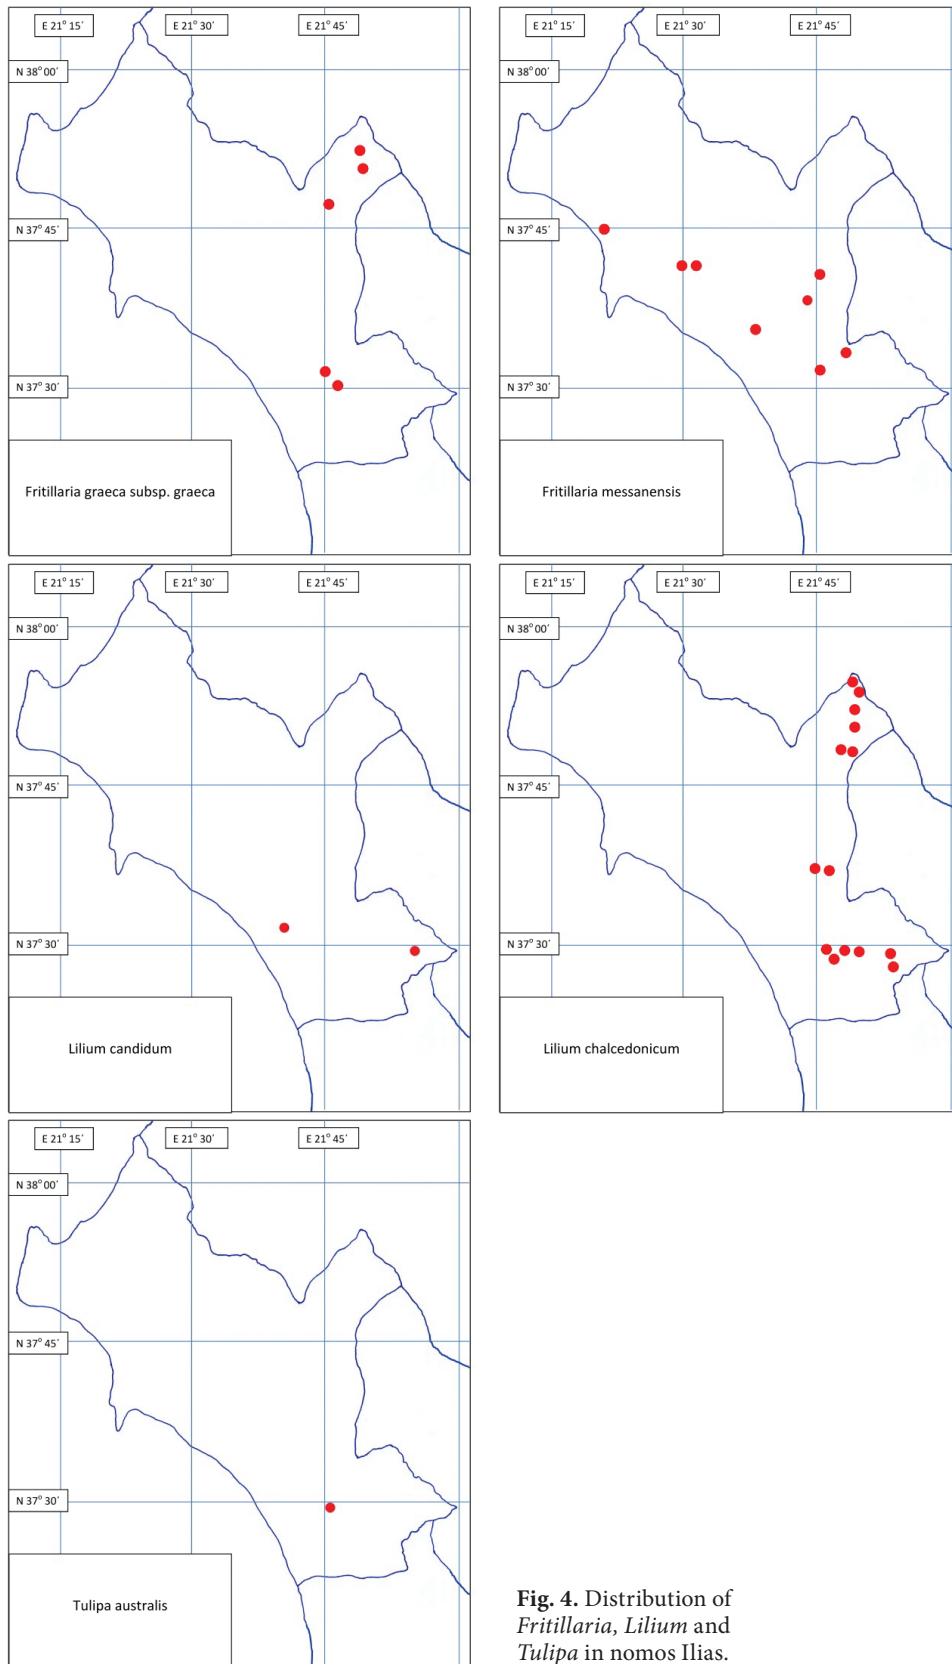 E 21° 15′ E 21° 30′ E 21° 45′
N 38° 00′
N 37° 45′
N 37° 30′
Fritillaria graeca subsp. graeca
E 21° 15′ E 21° 30′ E 21° 45′
N 38° 00′
N 37° 45′
N 37° 30′
Fritillaria messanensis
E 21° 15′ E 21° 30′ E 21° 45′
N 38° 00′
N 37° 45′
N 37° 30′
Lilium candidum
E 21° 15′ E 21° 30′ E 21° 45′
N 38° 00′
N 37° 45′
N 37° 30′
Lilium chalcedonicum
E 21° 15′ E 21° 30′ E 21° 45′
N 38° 00′
N 37° 45′
N 37° 30′
Tulipa australis
Fig. 4. Distribution of
Fritillaria, Lilium and
Tulipa in nomos Ilias.